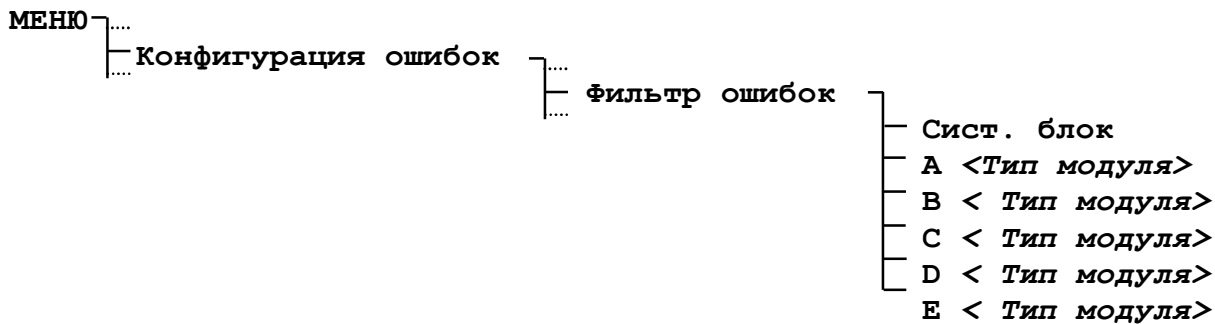 МЕНЮ ....
Конфигурация ошибок ....
.....
Фильтр ошибок
.....
Сист. блок
A <Тип модуля>
B < Тип модуля>
C < Тип модуля>
D < Тип модуля>
E < Тип модуля>